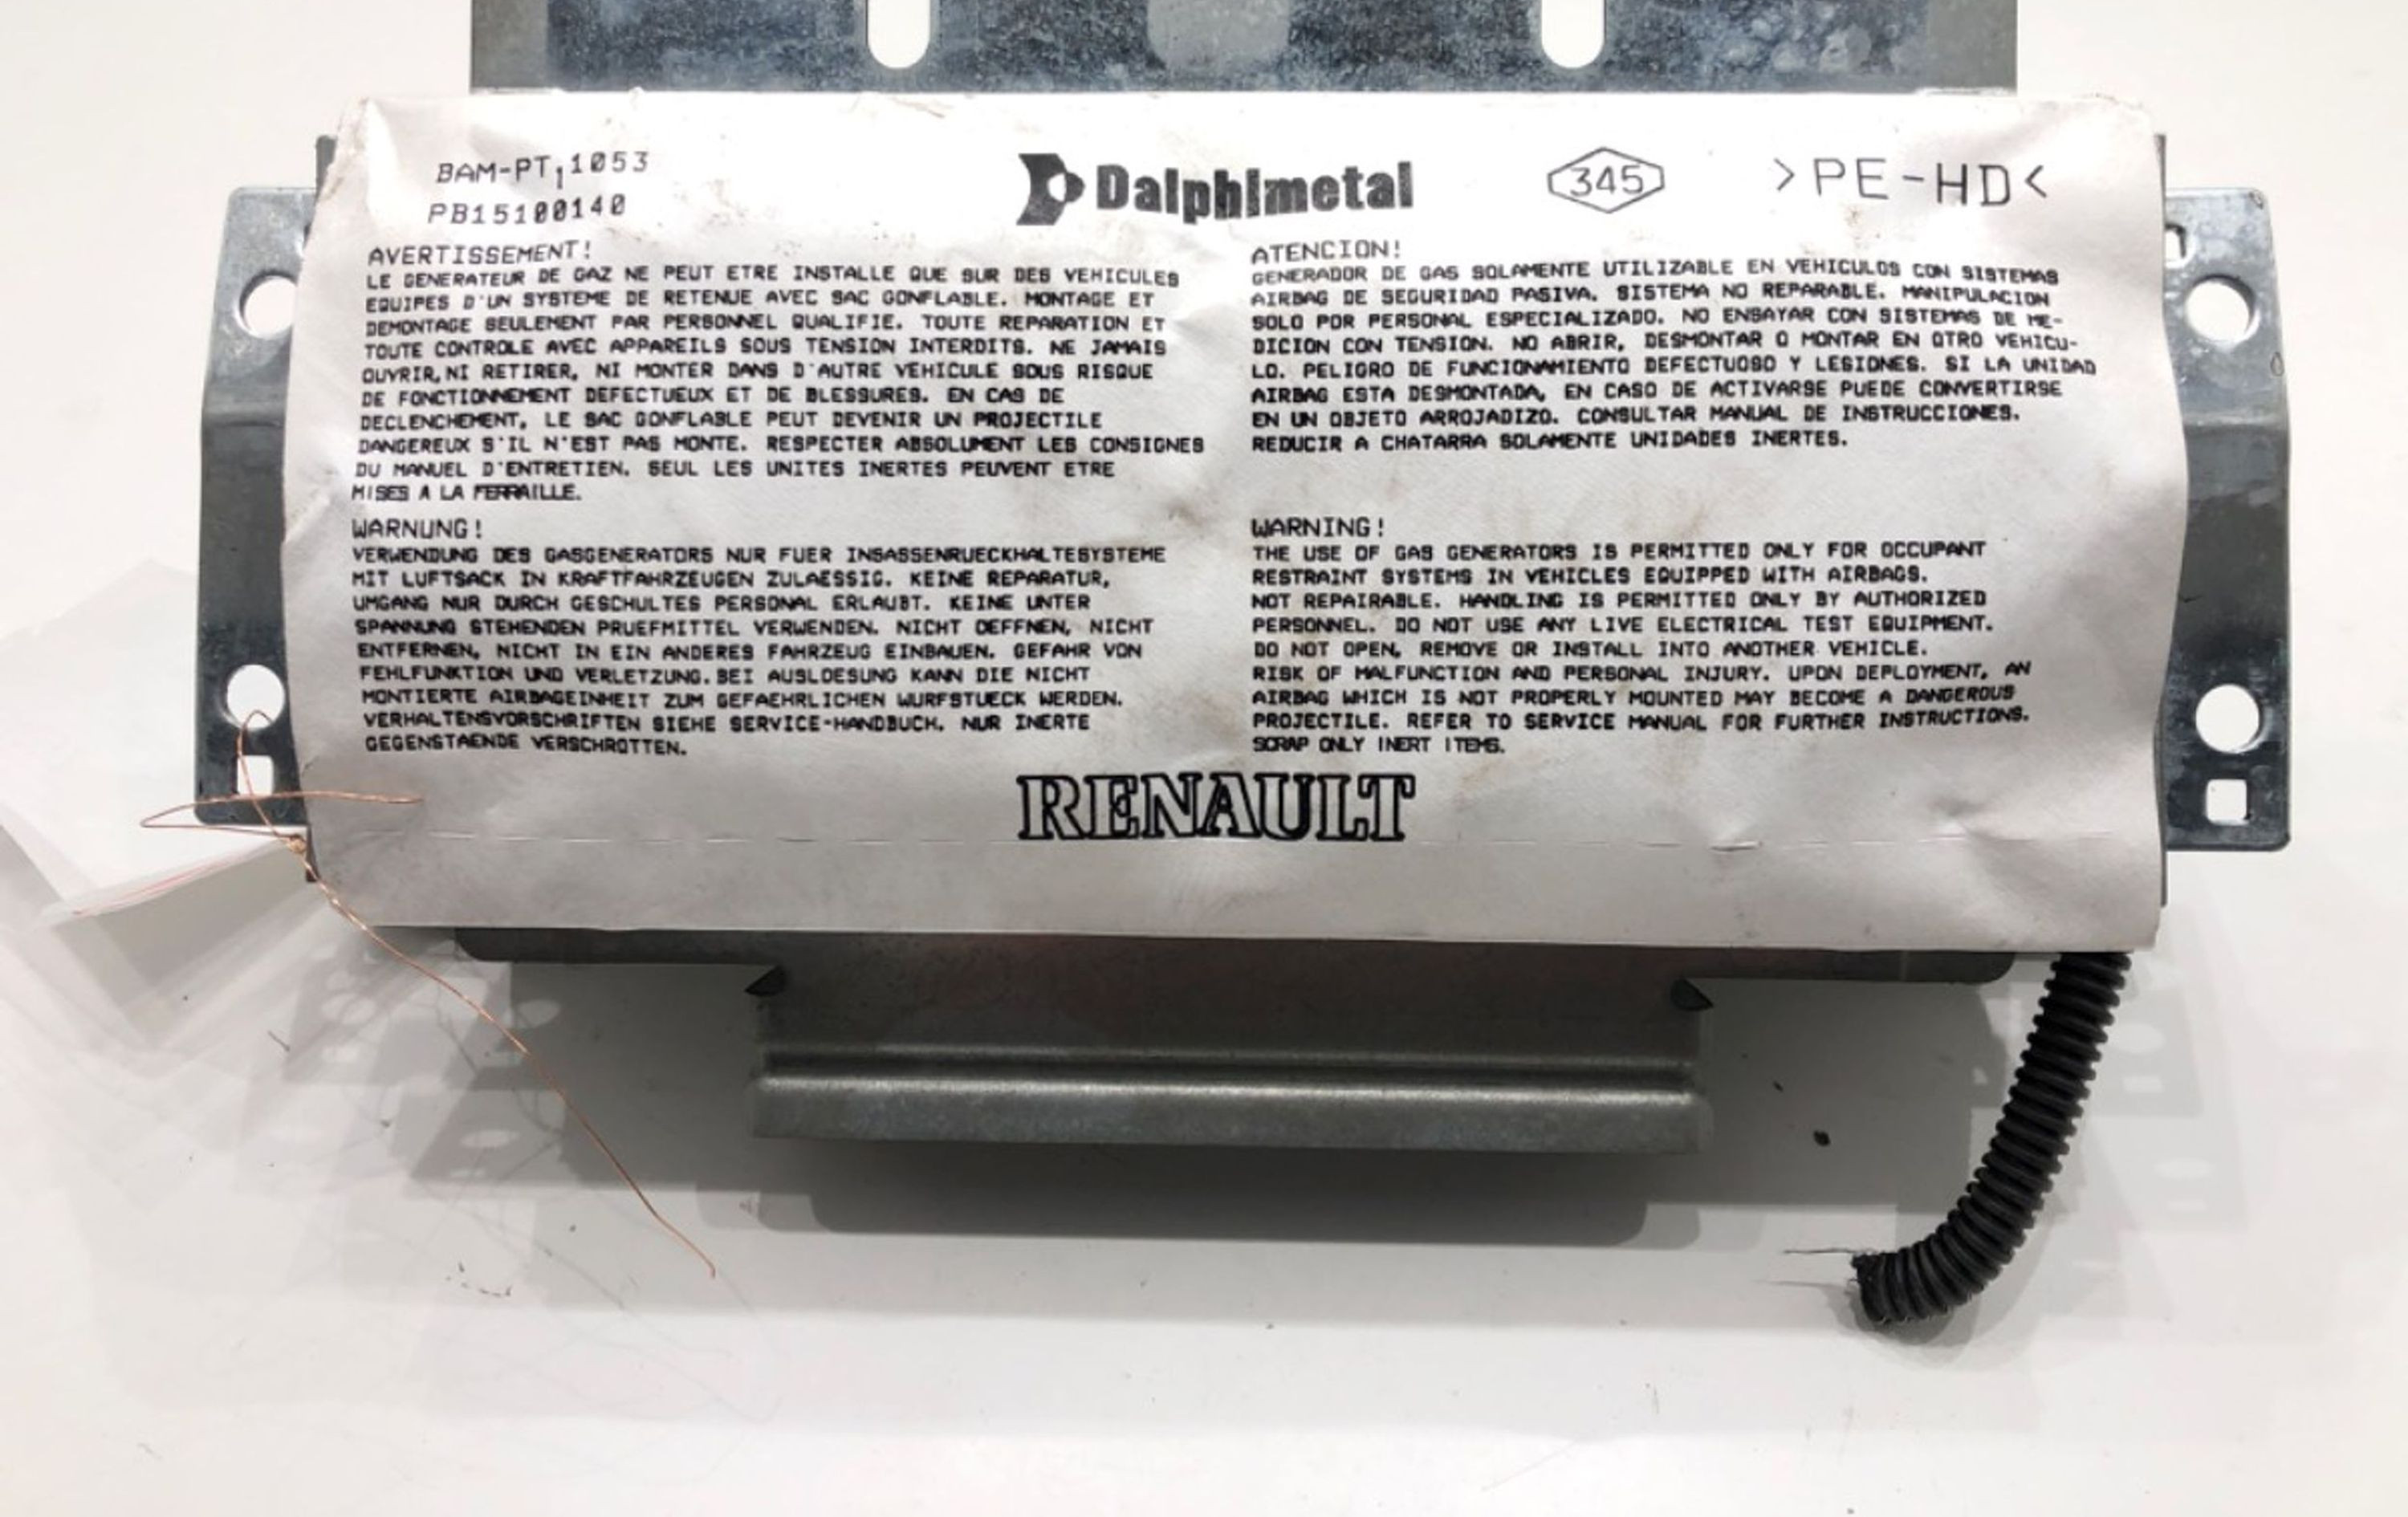 BAM-PT₁1053
PB15100140
Dalphimetal
345
>PE-HD<
AVERTISSEMENT!
LE GENERATEUR DE GAZ NE PEUT ETRE INSTALLE QUE SUR DES VEHICULES
EQUIPES D'UN SYSTEME DE RETENUE AVEC SAC GONFLABLE. MONTAGE ET
DEMONTAGE SEULEMENT PAR PERSONNEL QUALIFIE. TOUTE REPARATION ET
TOUTE CONTROLE AVEC APPAREILS SOUS TENSION INTERDITS. NE JAMAIS
OUVRIR, NI RETIRER, NI MONTER DANS D'AUTRE VEHICULE SOUS RISQUE
DE FONCTIONNEMENT DEFECTUEUX ET DE BLESSURES. EN CAS DE
DECLENCHEMENT, LE SAC GONFLABLE PEUT DEVENIR UN PROJECTILE
DANGEREUX S'IL N'EST PAS MONTE. RESPECTER ABSOLUMENT LES CONSIGNES
DU MANUEL D'ENTRETIEN. SEUL LES UNITES INERTES PEUVENT ETRE
MISES A LA FERRAILLE.
ATENCION!
GENERADOR DE GAS SOLAMENTE UTILIZABLE EN VEHICULOS CON SISTEMAS
AIRBAG DE SEGURIDAD PASIVA. SISTEMA NO REPARABLE. MANIPULACION
SOLO POR PERSONAL ESPECIALIZADO. NO ENSAYAR CON SISTEMAS DE ME-
DICION CON TENSION. NO ABRIR, DESMONTAR O MONTAR EN OTRO VEHICU-
LO. PELIGRO DE FUNCIONAMIENTO DEFECTUOSO Y LESIONES. SI LA UNIDAD
AIRBAG ESTA DESMONTADA, EN CASO DE ACTIVARSE PUEDE CONVERTIRSE
EN UN OBJETO ARROJADIZO. CONSULTAR MANUAL DE INSTRUCCIONES.
REDUCIR A CHATARRA SOLAMENTE UNIDADES INERTES.
WARNUNG!
VERWENDUNG DES GASGENERATORS NUR FUER INSASSENRUECKHALTESYSTEME
MIT LUFTSACK IN KRAFTFAHRZEUGEN ZULAESSIG. KEINE REPARATUR,
UMGANG NUR DURCH GESCHULTES PERSONAL ERLAUBT. KEINE UNTER
SPANNUNG STEHENDEN PRUEFMITTEL VERWENDEN. NICHT OEFFNEN, NICHT
ENTFERNEN, NICHT IN EIN ANDERES FAHRZEUG EINBAUEN. GEFAHR VON
FEHLFUNKTION UND VERLETZUNG. BEI AUSLOESUNG KANN DIE NICHT
MONTIERTE AIRBAGEINHEIT ZUM GEFAEHRLICHEN WURFSTUECK WERDEN.
VERHALTENSVORSCHRIFTEN SIEHE SERVICE-HANDBUCH. NUR INERTE
GEGENSTAENDE VERSCHROTTEN.
WARNING!
THE USE OF GAS GENERATORS IS PERMITTED ONLY FOR OCCUPANT
RESTRAINT SYSTEMS IN VEHICLES EQUIPPED WITH AIRBAGS.
NOT REPAIRABLE. HANDLING IS PERMITTED ONLY BY AUTHORIZED
PERSONNEL. DO NOT USE ANY LIVE ELECTRICAL TEST EQUIPMENT.
DO NOT OPEN, REMOVE OR INSTALL INTO ANOTHER VEHICLE.
RISK OF MALFUNCTION AND PERSONAL INJURY. UPON DEPLOYMENT, AN
AIRBAG WHICH IS NOT PROPERLY MOUNTED MAY BECOME A DANGEROUS
PROJECTILE. REFER TO SERVICE MANUAL FOR FURTHER INSTRUCTIONS.
SCRAP ONLY INERT ITEMS.
RENAULT